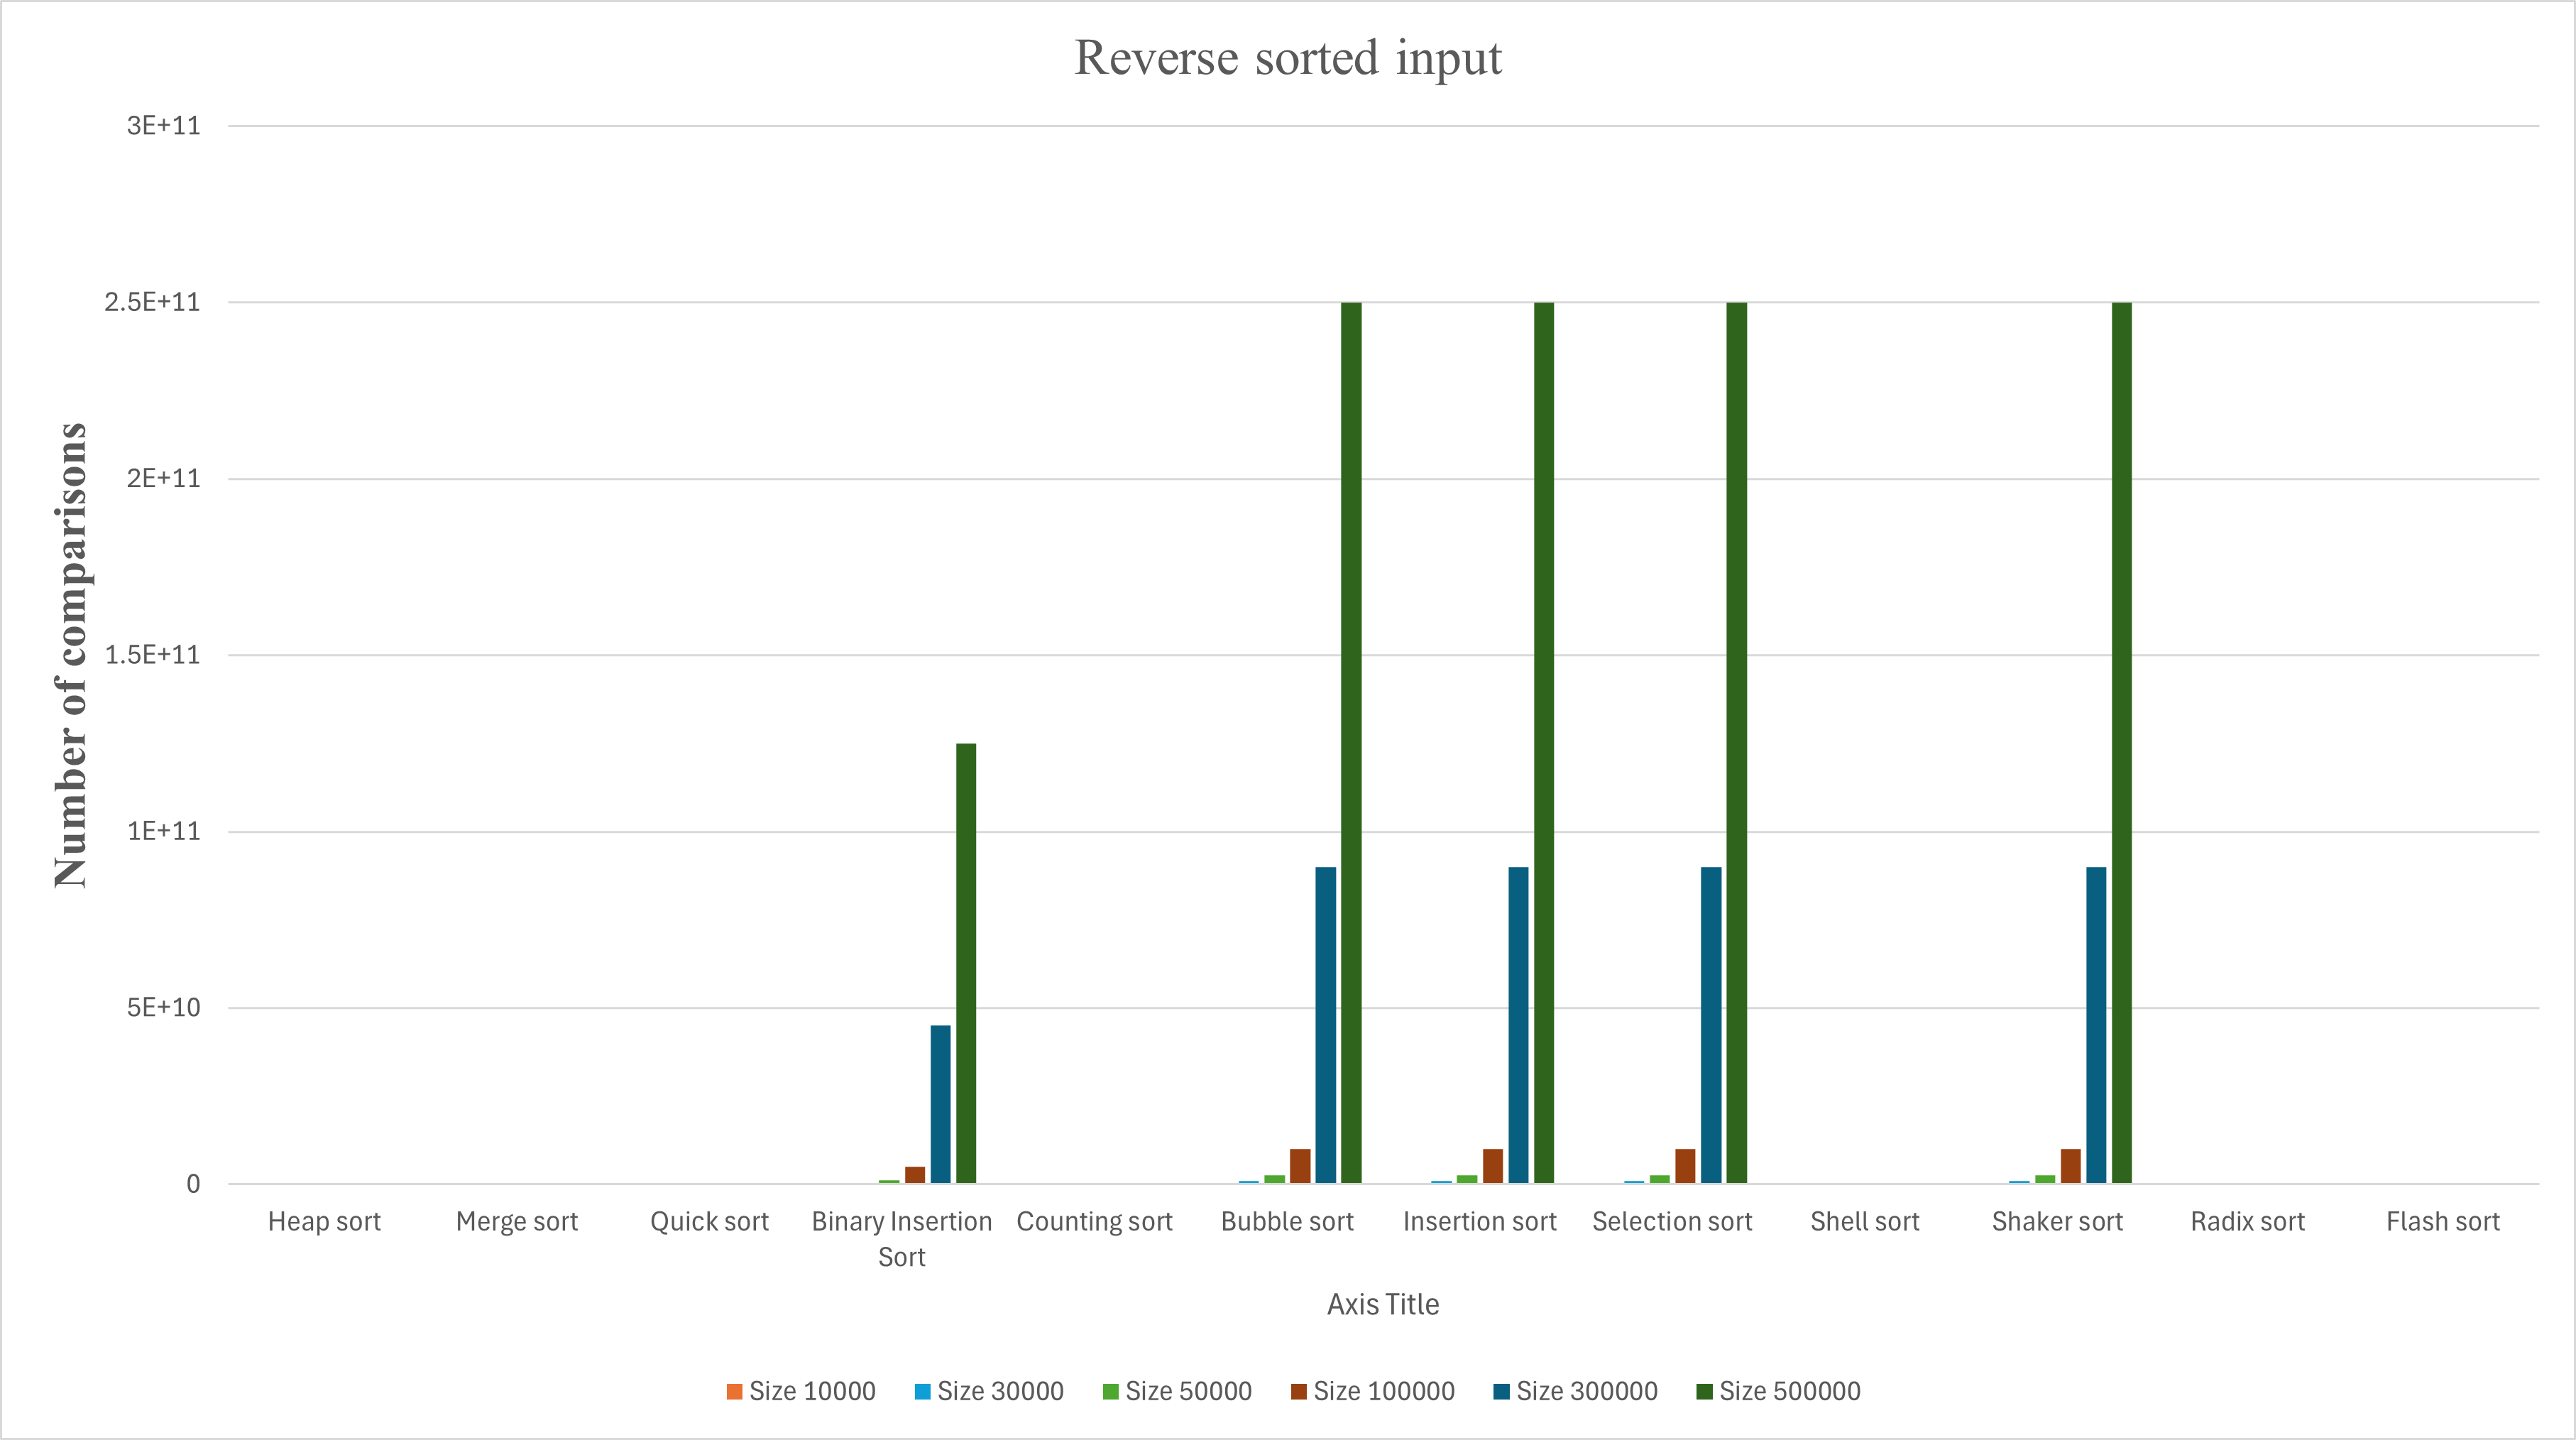 Reverse sorted input
3E+11
2.5E+11
2E+11
1.5E+11
1E+11
5E+10
0
Number of comparisons
Heap sort
Merge sort
Quick sort
Binary Insertion
Sort
Counting sort
Bubble sort
Insertion sort
Selection sort
Shell sort
Shaker sort
Radix sort
Flash sort
Axis Title
Size 10000
Size 30000
Size 50000
Size 100000
Size 300000
Size 500000